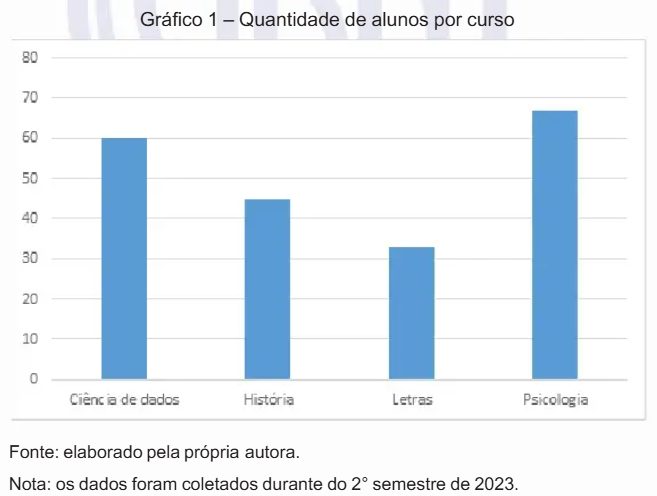 Gráfico 1 – Quantidade de alunos por curso
80
70
60
50
40
30
20
10
0
Ciência de dados História Letras Psicologia
Fonte: elaborado pela própria autora.
Nota: os dados foram coletados durante do 2° semestre de 2023.